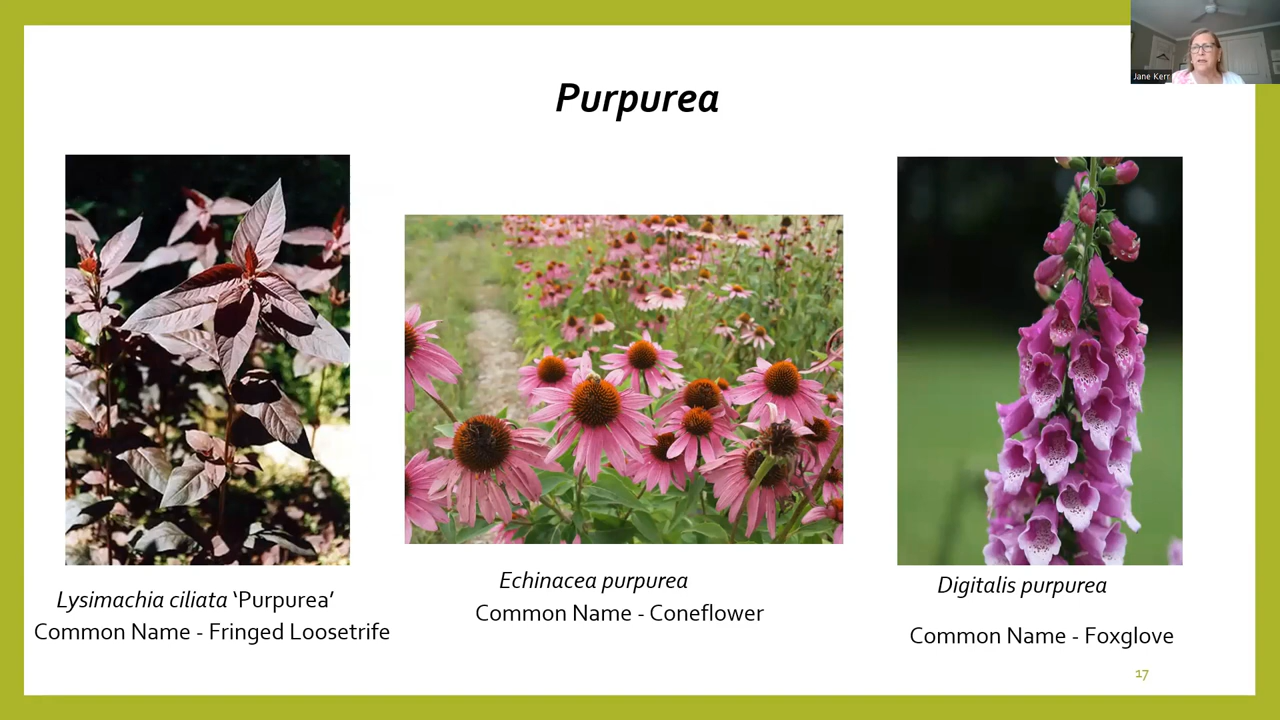 Jane Kerr
Purpurea
Lysimachia ciliata ‘Purpurea’
Common Name - Fringed Loosetrife
Echinacea purpurea
Common Name - Coneflower
Digitalis purpurea
Common Name - Foxglove
17